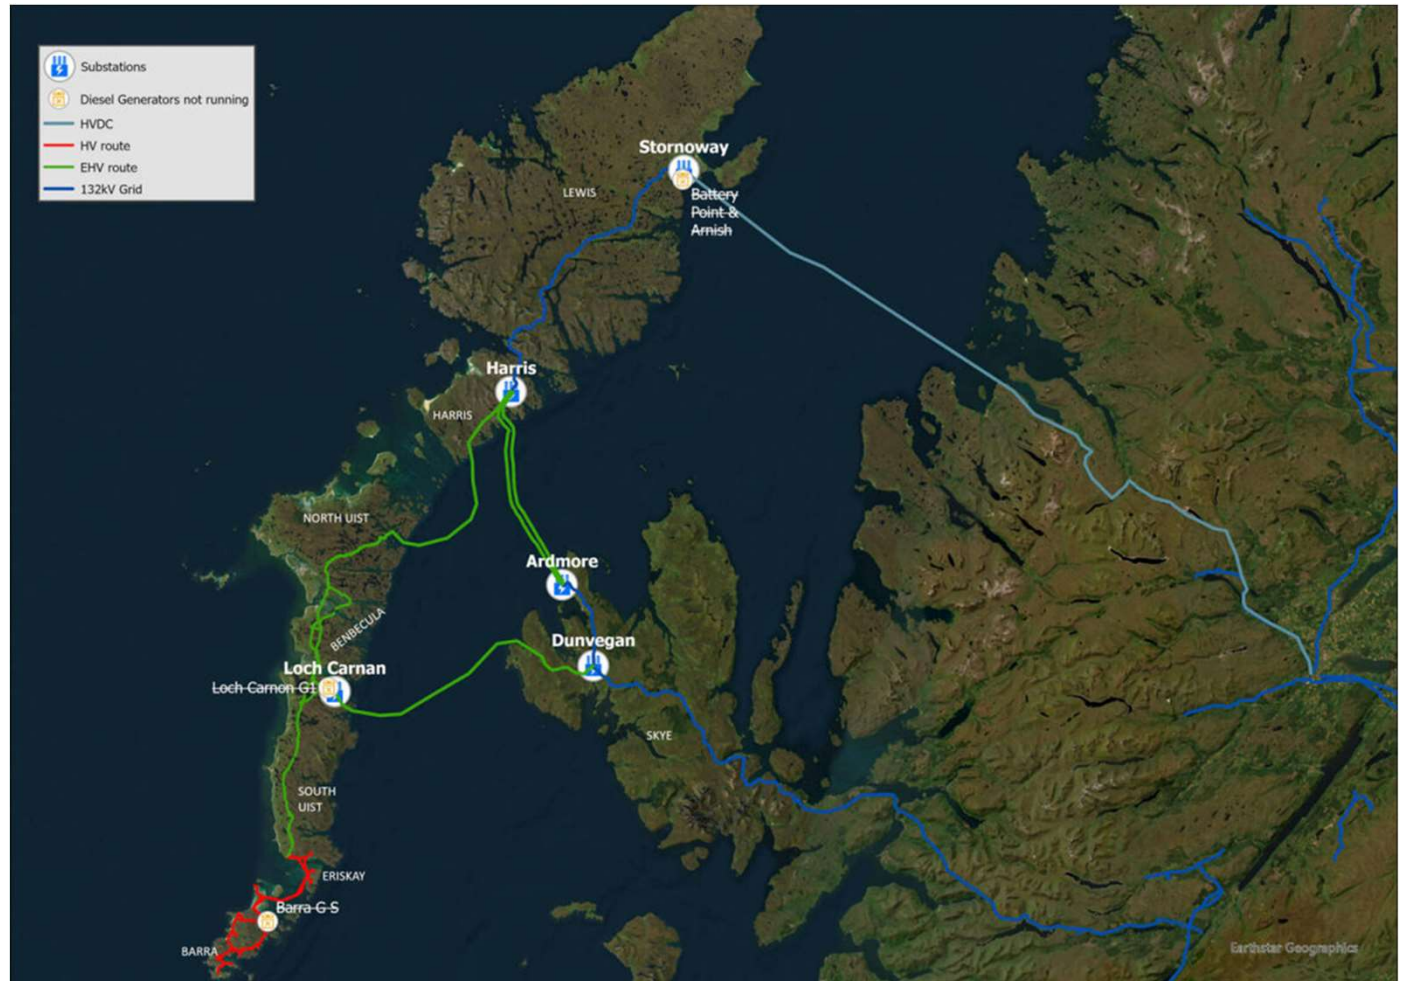 Substations
Diesel Generators not running
HVDC
HV route
EHV route
132kV Grid
Stornoway
Battery
Point &
Arnish
LEWIS
Harris
HARRIS
NORTH UIST
Ardmore
BENBECULA
Dunvegan
Loch Carnan
Loch Carnon G1
SKYE
SOUTH
UIST
ERISKAY
Barra G S
BARRA
Earthstar Geographics